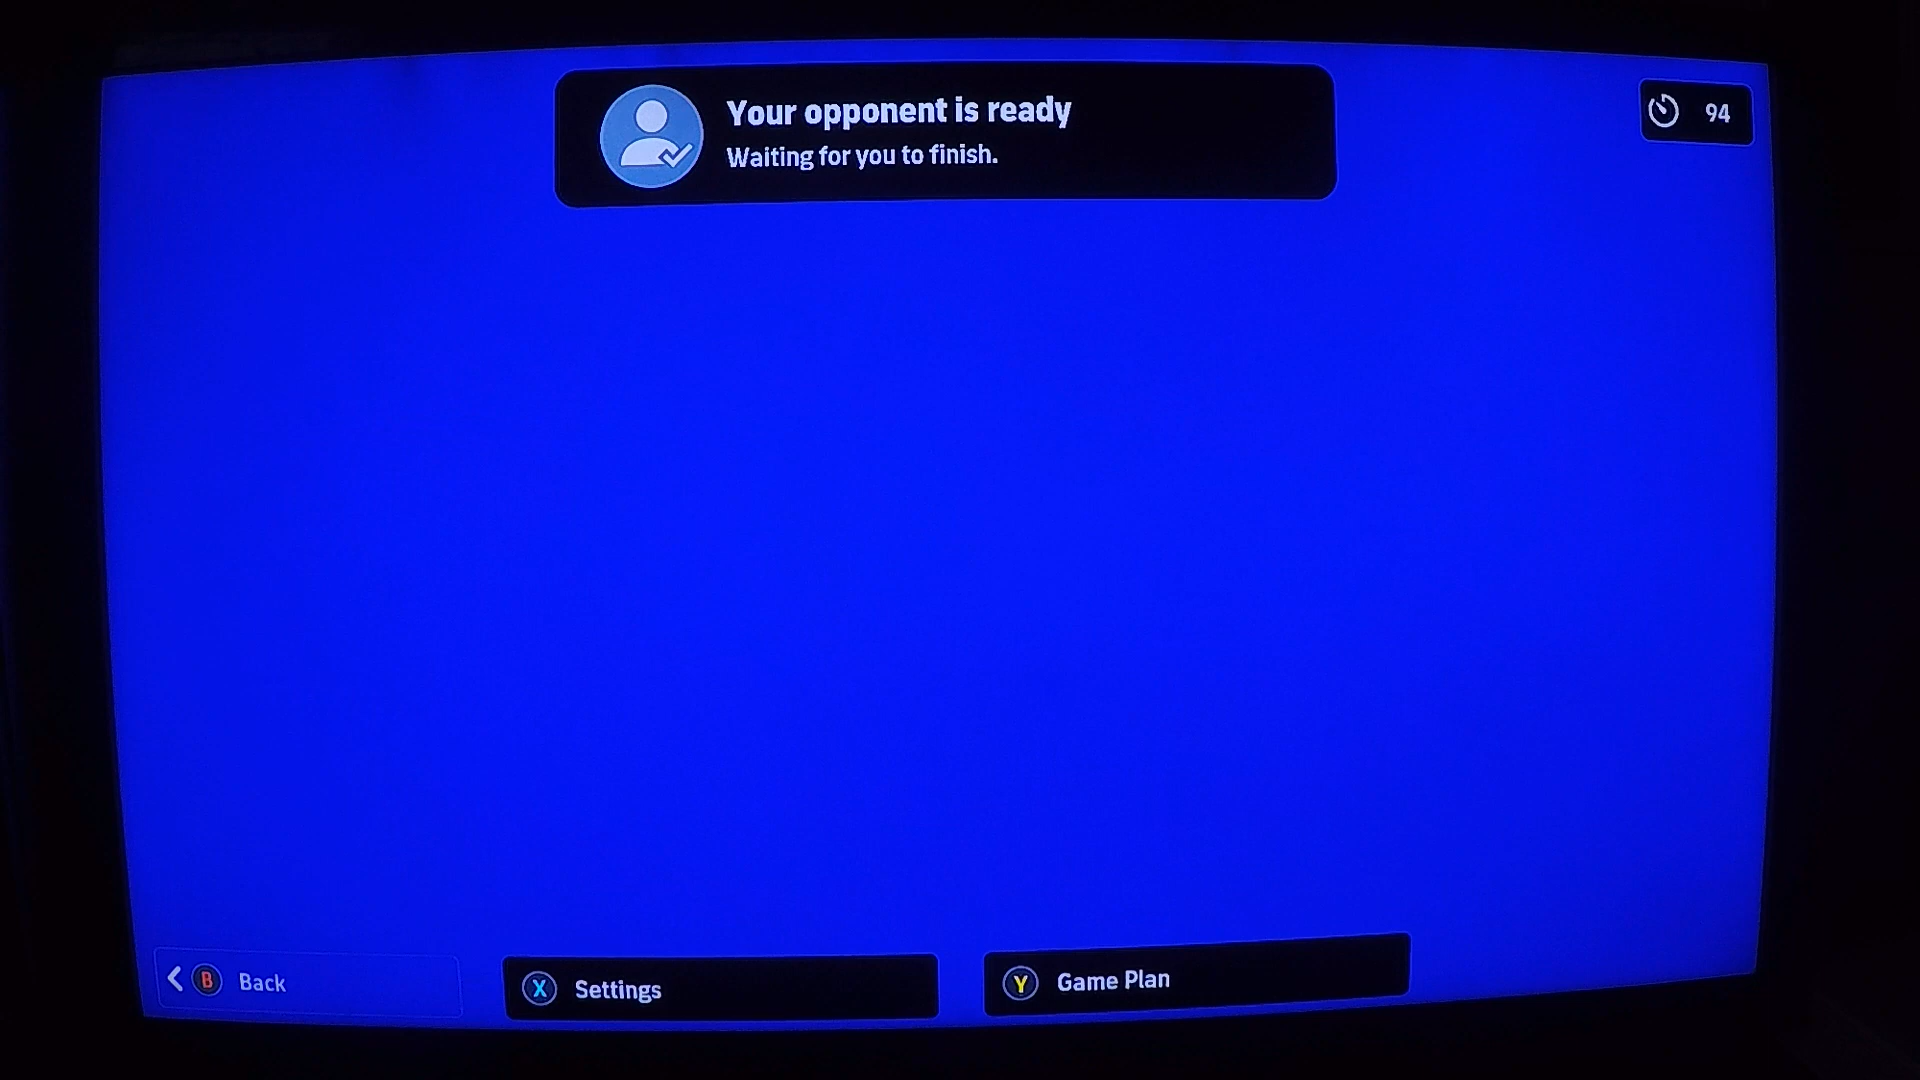 Your opponent is ready
Waiting for you to finish.
94
B Back
X Settings
Y Game Plan